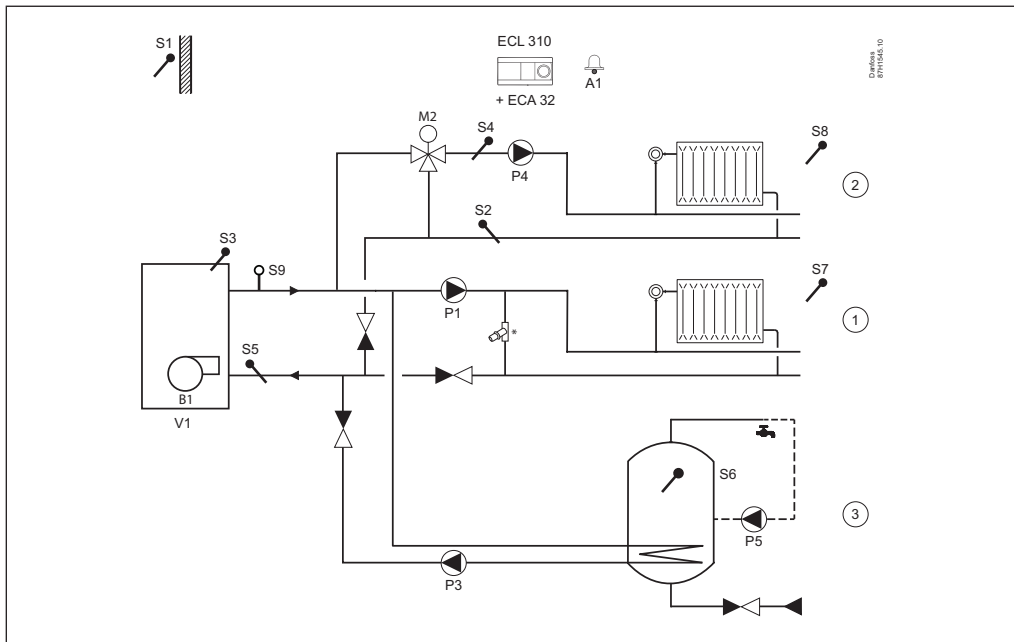 S1
ECL 310
A1
+ ECA 32
Danfoss
87H1545.10
M2
S4
P4
S8
2
S2
S3
S9
S7
P1
*
1
S5
B1
V1
S6
3
P5
P3